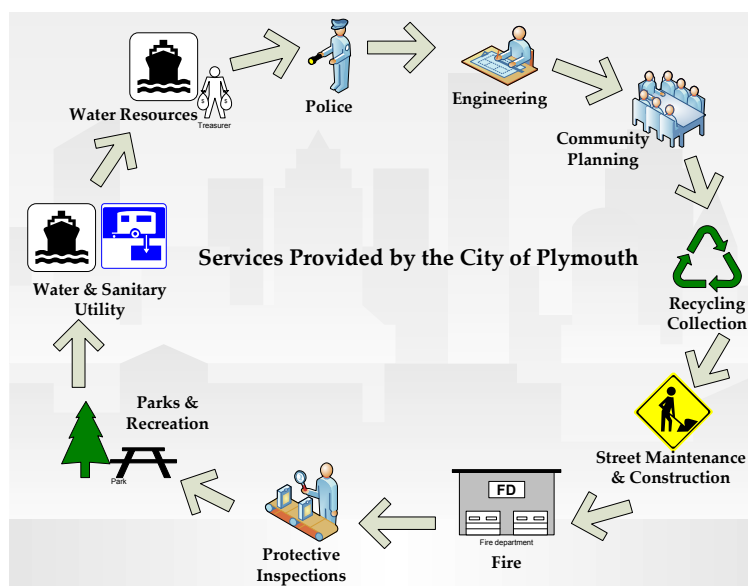 Water Resources
Treasurer
Police
Engineering
Community
Planning
Services Provided by the City of Plymouth
Water & Sanitary
Utility
Recycling
Collection
Parks &
Recreation
Park
Street Maintenance
& Construction
FD
Fire department
Fire
Protective
Inspections
$
$